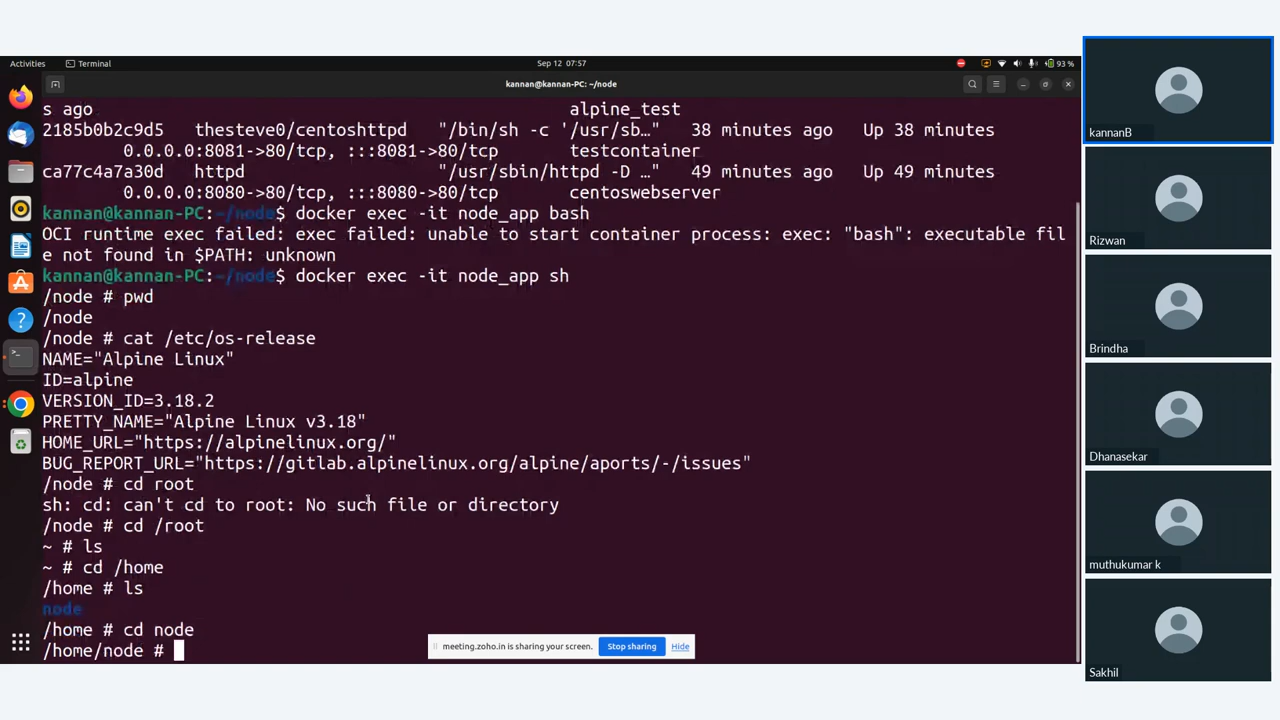 Activities
Terminal
Sep 12 07:57
93 %
kannan@kannan-PC: ~/node
s ago alpine_test
2185b0b2c9d5 thesteve0/centoshttpd "/bin/sh -c '/usr/sb…" 38 minutes ago Up 38 minutes
0.0.0.0:8081->80/tcp, :::8081->80/tcp testcontainer
ca77c4a7a30d httpd "/usr/sbin/httpd -D …" 49 minutes ago Up 49 minutes
0.0.0.0:8080->80/tcp, :::8080->80/tcp centoswebserver
kannan@kannan-PC:~/node$ docker exec -it node_app bash
OCI runtime exec failed: exec failed: unable to start container process: exec: "bash": executable fil
e not found in $PATH: unknown
kannan@kannan-PC:~/node$ docker exec -it node_app sh
/node # pwd
/node
/node # cat /etc/os-release
NAME="Alpine Linux"
ID=alpine
VERSION_ID=3.18.2
PRETTY_NAME="Alpine Linux v3.18"
HOME_URL="https://alpinelinux.org/"
BUG_REPORT_URL="https://gitlab.alpinelinux.org/alpine/aports/-/issues"
/node # cd root
sh: cd: can't cd to root: No such file or directory
/node # cd /root
~ # ls
~ # cd /home
/home # ls
node
/home # cd node
/home/node #
meeting.zoho.in is sharing your screen.
Stop sharing
Hide
kannanB
Rizwan
Brindha
Dhanasekar
muthukumar k
Sakhil